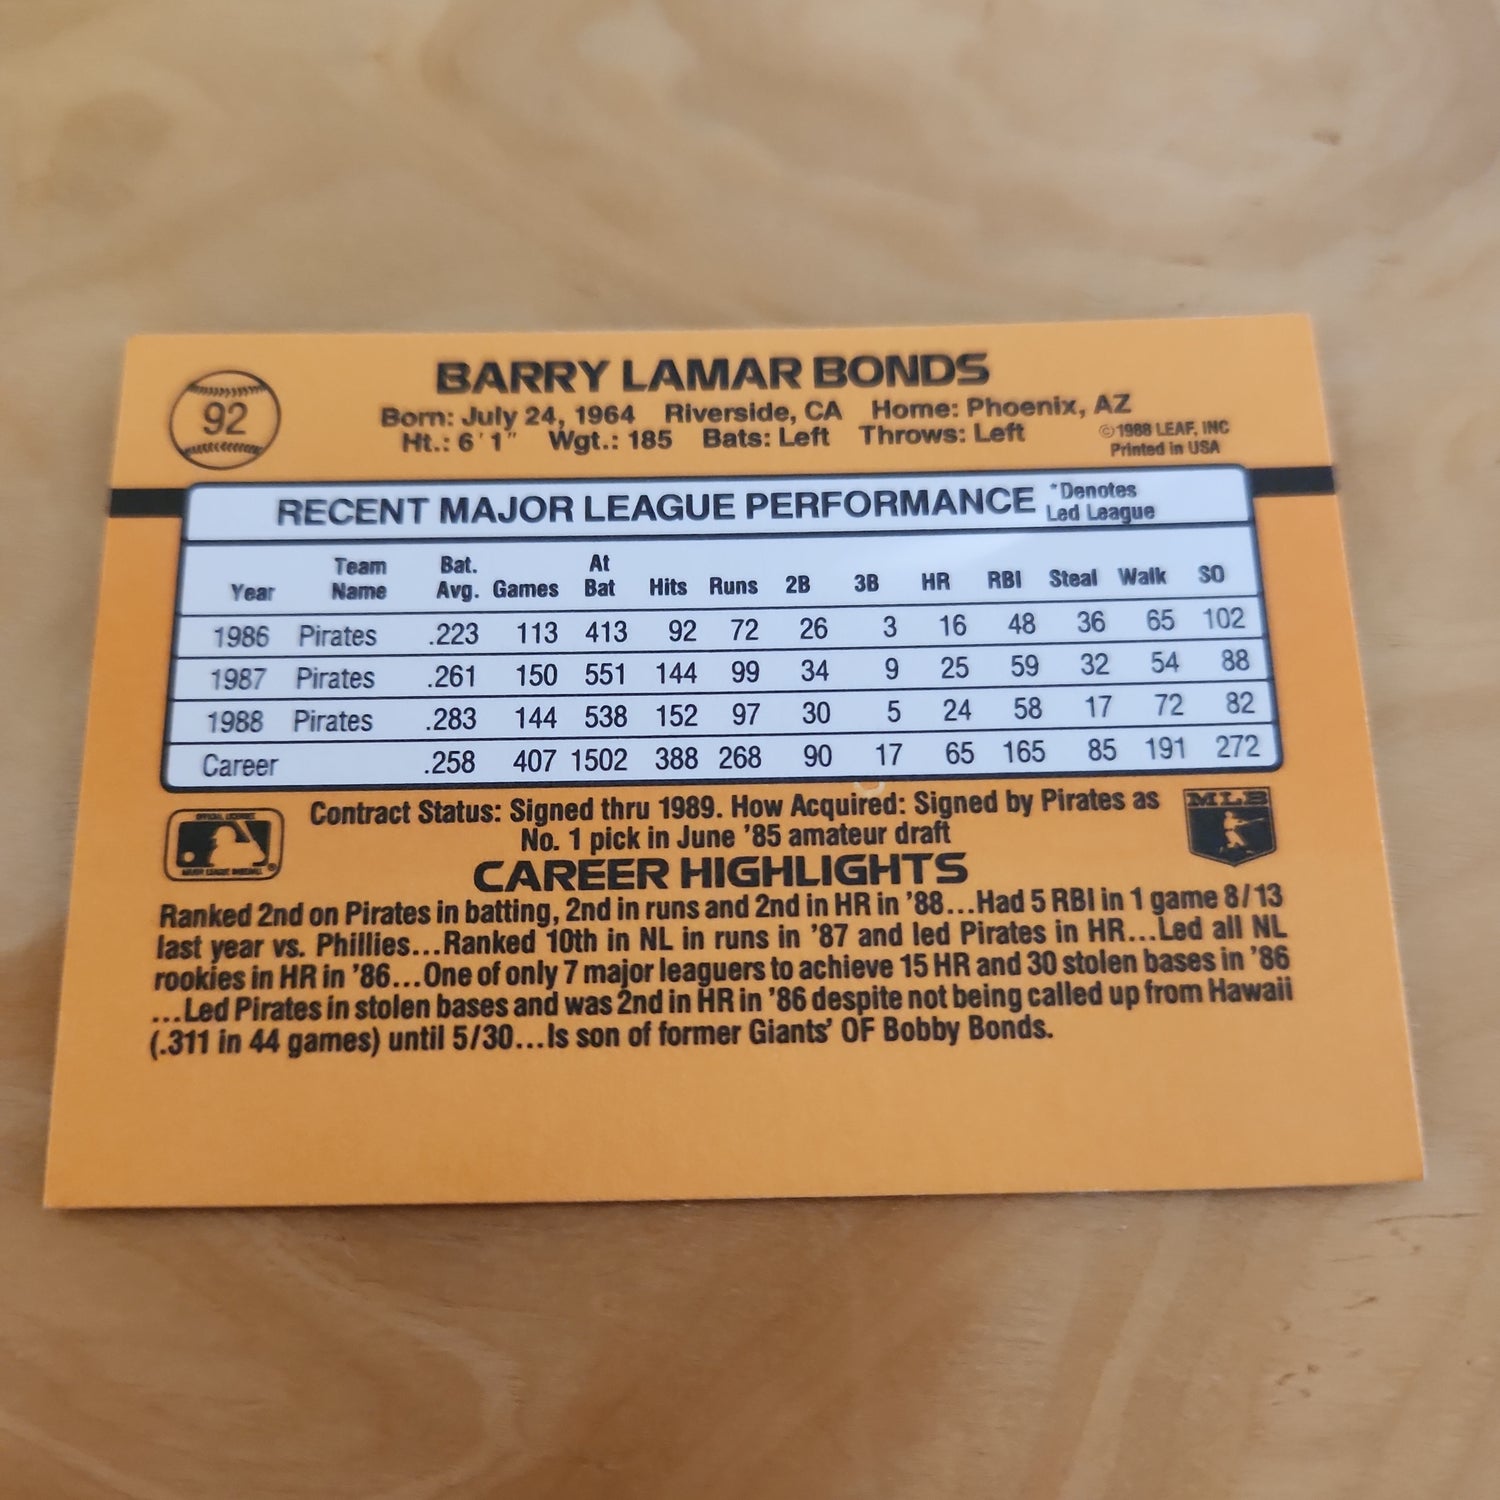 92
BARRY LAMAR BONDS
Born: July 24, 1964 Riverside, CA Home: Phoenix, AZ
Ht.: 6'1" Wgt.: 185 Bats: Left Throws: Left
©1988 LEAF, INC
Printed in USA
RECENT MAJOR LEAGUE PERFORMANCE *Denotes
Led League
Year Team Name Bat. Avg. Games At Bat Hits Runs 2B 3B HR RBI Steal Walk SO
1986 Pirates .223 113 413 92 72 26 3 16 48 36 65 102
1987 Pirates .261 150 551 144 99 34 9 25 59 32 54 88
1988 Pirates .283 144 538 152 97 30 5 24 58 17 72 82
Career .258 407 1502 388 268 90 17 65 165 85 191 272
Contract Status: Signed thru 1989. How Acquired: Signed by Pirates as
No. 1 pick in June '85 amateur draft
MLB
OFFICIAL LICENSEE
MAJOR LEAGUE BASEBALL ®
CAREER HIGHLIGHTS
Ranked 2nd on Pirates in batting, 2nd in runs and 2nd in HR in '88...Had 5 RBI in 1 game 8/13
last year vs. Phillies...Ranked 10th in NL in runs in '87 and led Pirates in HR...Led all NL
rookies in HR in '86...One of only 7 major leaguers to achieve 15 HR and 30 stolen bases in '86
...Led Pirates in stolen bases and was 2nd in HR in '86 despite not being called up from Hawaii
(.311 in 44 games) until 5/30...Is son of former Giants' OF Bobby Bonds.